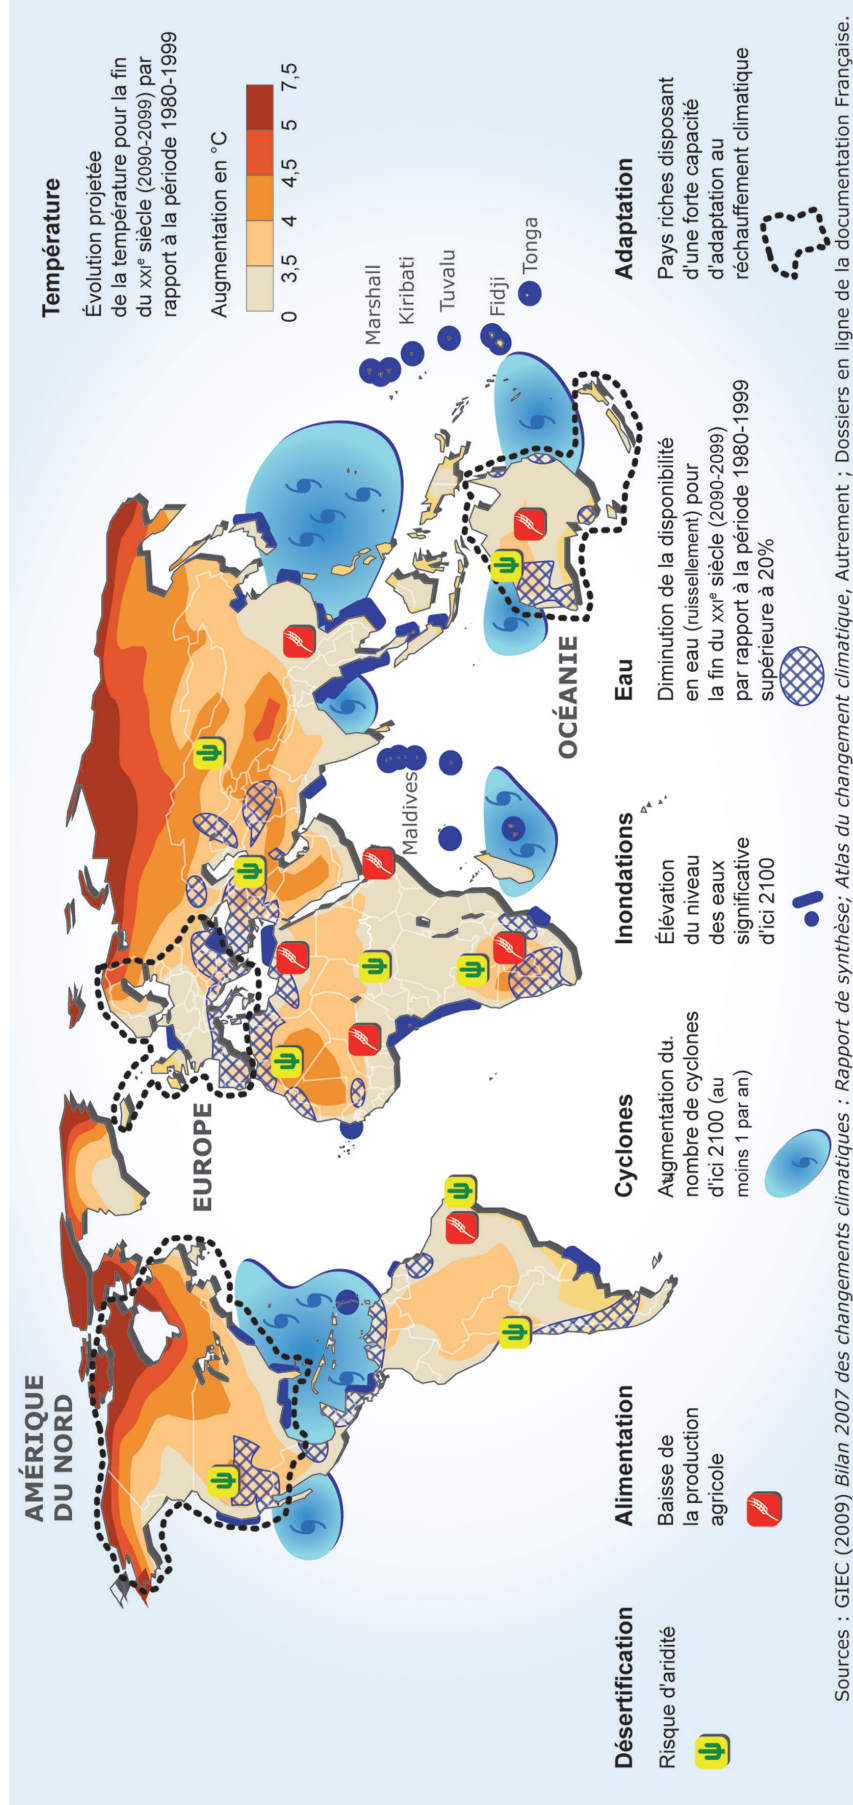 Température
Évolution projetée
de la température pour la fin
du XXIe siècle (2090-2099) par
rapport à la période 1980-1999
Augmentation en °C
0 3,5 4 4,5 5 7,5
AMÉRIQUE
DU NORD
EUROPE
OCÉANIE
Maldives
Marshall
Kiribati
Tuvalu
Fidji
Tonga
Désertification
Risque d'aridité
Alimentation
Baisse de
la production
agricole
Cyclones
Augmentation du.
nombre de cyclones
d'ici 2100 (au
moins 1 par an)
Inondations
Elévation
du niveau
des eaux
significative
d'ici 2100
Eau
Diminution de la disponibilité
en eau (ruissellement) pour
la fin du XXIe siècle (2090-2099)
par rapport à la période 1980-1999
supérieure à 20%
Adaptation
Pays riches disposant
d'une forte capacité
d'adaptation au
réchauffement climatique
Sources : GIEC (2009) Bilan 2007 des changements climatiques : Rapport de synthèse; Atlas du changement climatique, Autrement ; Dossiers en ligne de la documentation Française.